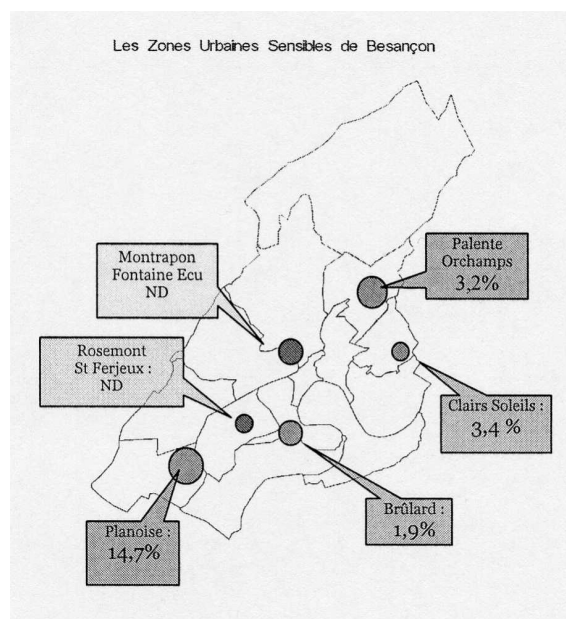 Les Zones Urbaines Sensibles de Besançon
Palente
Orchamps
3,2%
Montrapon
Fontaine Ecu
ND
Rosemont
St Ferjeux :
ND
Clairs Soleils :
3,4 %
Brûlard :
1,9%
Planoise :
14,7%